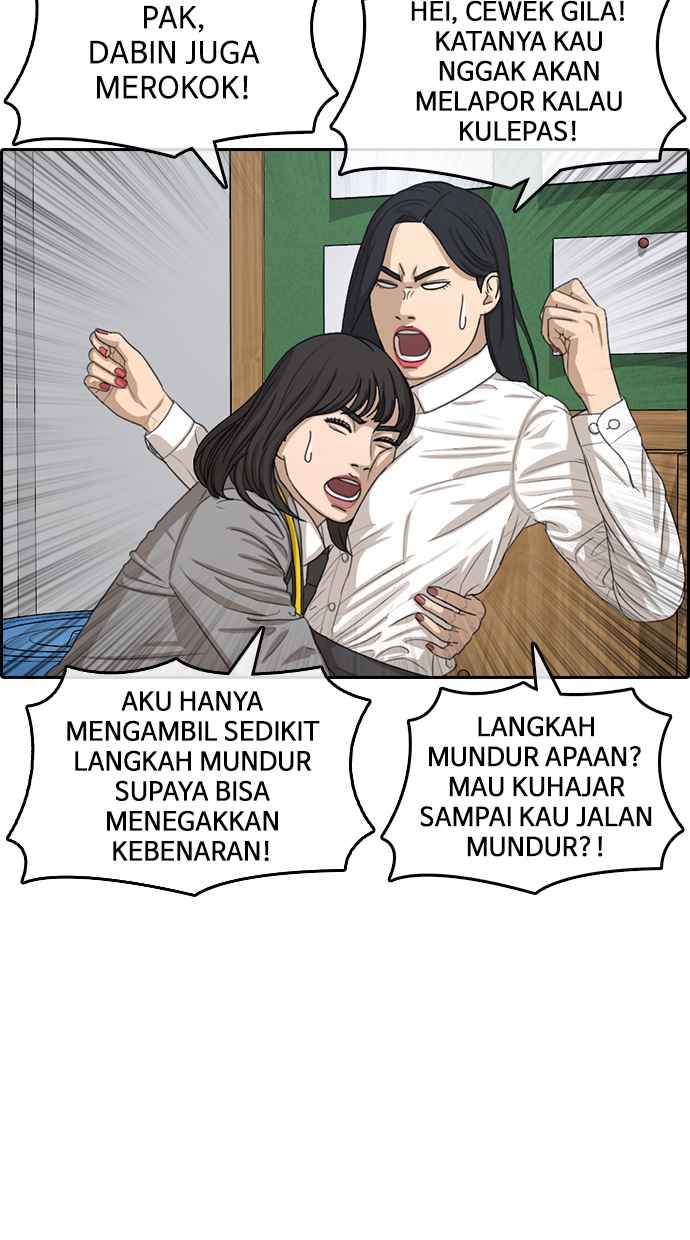 PAK,
DABIN JUGA
MEROKOK!
HEI, CEWEK GILA!
KATANYA KAU
NGGAK AKAN
MELAPOR KALAU
KULEPAS!
AKU HANYA
MENGAMBIL SEDIKIT
LANGKAH MUNDUR
SUPAYA BISA
MENEGAKKAN
KEBENARAN!
LANGKAH
MUNDUR APAAN?
MAU KUHAJAR
SAMPAI KAU JALAN
MUNDUR?!